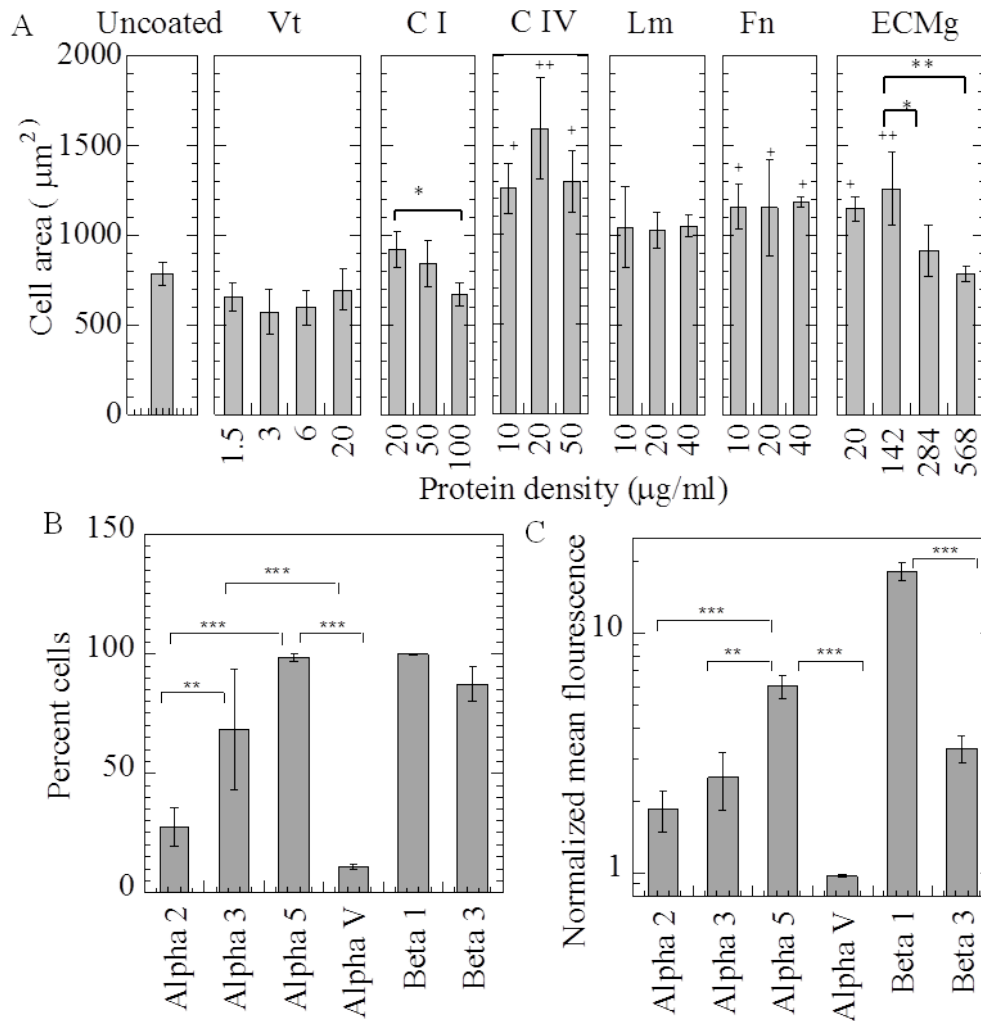 A
Uncoated Vt C I C IV Lm Fn ECMg
Cell area ( μm²)
2000
1500
1000
500
0
* + ++ + + + + + ++ * **
1.5 3 6 20 20 50 100 10 20 50 10 20 40 10 20 40 20 142 284 568
Protein density (μg/ml)
B
Percent cells
150
100
50
0
*** *** *** **
Alpha 2 Alpha 3 Alpha 5 Alpha V Beta 1 Beta 3
C
Normalized mean flourescence
10
1
*** *** ** ***
Alpha 2 Alpha 3 Alpha 5 Alpha V Beta 1 Beta 3